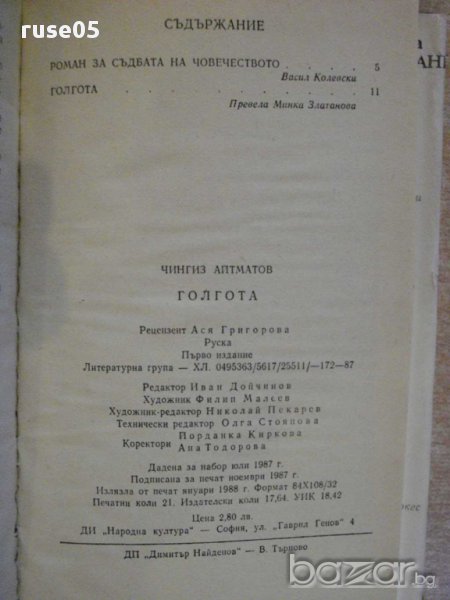 ruse05
СЪДЪРЖАНИЕ
РОМАН ЗА СЪДБАТА НА ЧОВЕЧЕСТВОТО . . . . 5
Васил Колевски
ГОЛГОТА . . . . . . . . . . 11
Превела Минка Златанова
ЧИНГИЗ АЙТМАТОВ
ГОЛГОТА
Рецензент Ася Григорова
Руска
Първо издание
Литературна група — ХЛ. 0495363/5617/25511/—172—87
Редактор Иван Дойчинов
Художник Филип Малеев
Художник-редактор Николай Пекарев
Технически редактор Олга Стоянова
Коректори Йорданка Киркова
Ана Тодорова
Дадена за набор юли 1987 г.
Подписана за печат ноември 1987 г.
Излязла от печат януари 1988 г. Формат 84Х108/32
Печатни коли 21. Издателски коли 17,64. УИК 18,42
Цена 2,80 лв.
ДИ „Народна култура" — София, ул. „Гаврил Генов" 4
ДП „Димитър Найденов" — В. Търново
bazar.bg